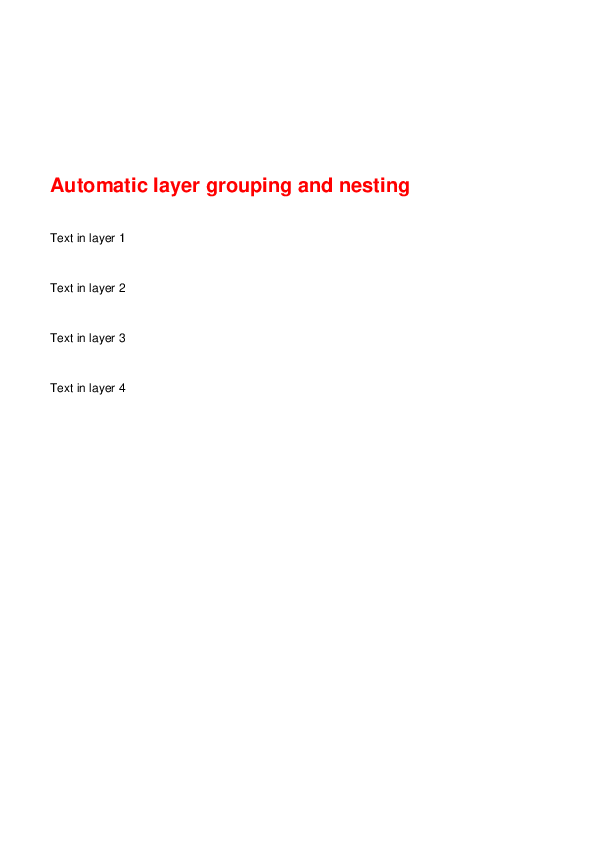 Automatic layer grouping and nesting
Text in layer 1
Text in layer 2
Text in layer 3
Text in layer 4